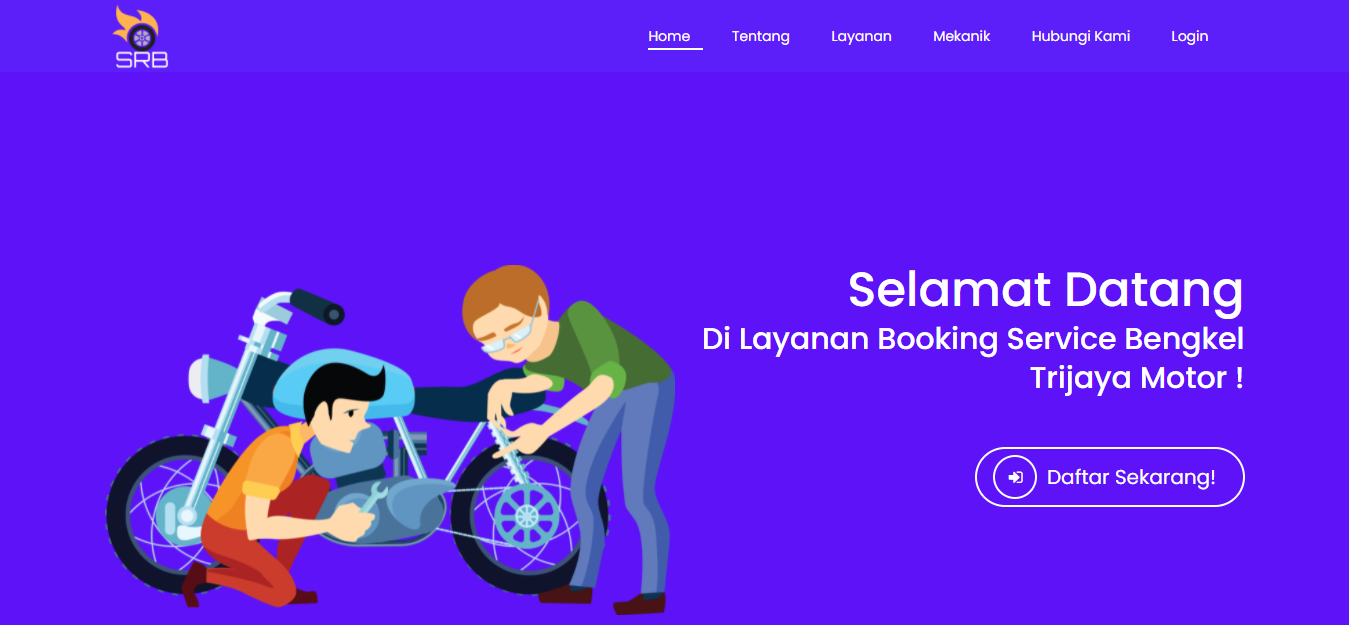 SRB
Home Tentang Layanan Mekanik Hubungi Kami Login
Selamat Datang
Di Layanan Booking Service Bengkel
Trijaya Motor !
Daftar Sekarang!